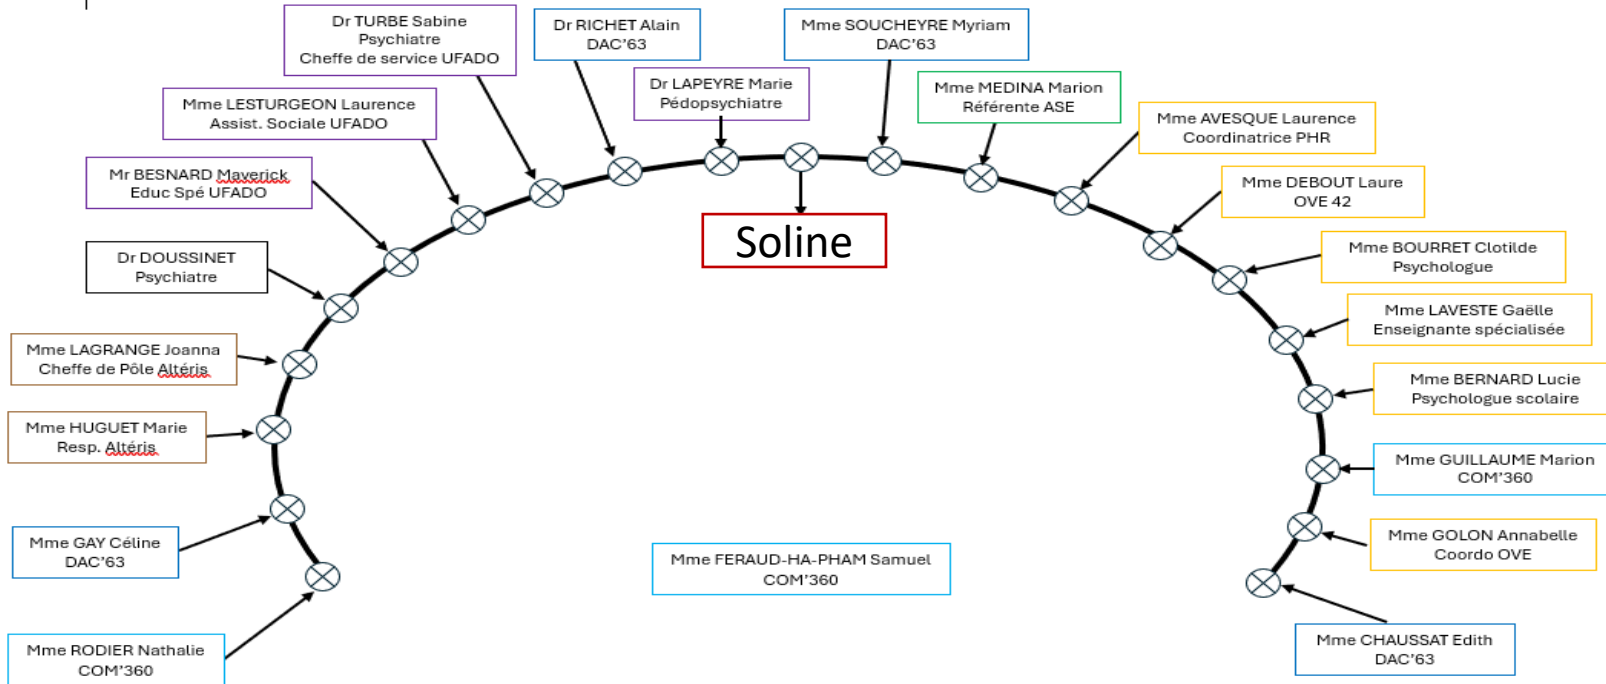 Dr TURBE Sabine
Psychiatre
Cheffe de service UFADO
Dr RICHET Alain
DAC’63
Mme SOUCHEYRE Myriam
DAC’63
Dr LAPEYRE Marie
Pédopsychiatre
Mme MEDINA Marion
Référente ASE
Mme LESTURGEON Laurence
Assist. Sociale UFADO
Mme AVESQUE Laurence
Coordinatrice PHR
Mr BESNARD Maverick
Educ Spé UFADO
Mme DEBOUT Laure
OVE 42
Soline
Dr DOUSSINET
Psychiatre
Mme BOURRET Clotilde
Psychologue
Mme LAVESTE Gaëlle
Enseignante spécialisée
Mme LAGRANGE Joanna
Cheffe de Pôle Altéris
Mme BERNARD Lucie
Psychologue scolaire
Mme HUGUET Marie
Resp. Altéris
Mme GUILLAUME Marion
COM’360
Mme GAY Céline
DAC’63
Mme FERAUD-HA-PHAM Samuel
COM’360
Mme GOLON Annabelle
Coordo OVE
Mme RODIER Nathalie
COM’360
Mme CHAUSSAT Edith
DAC’63